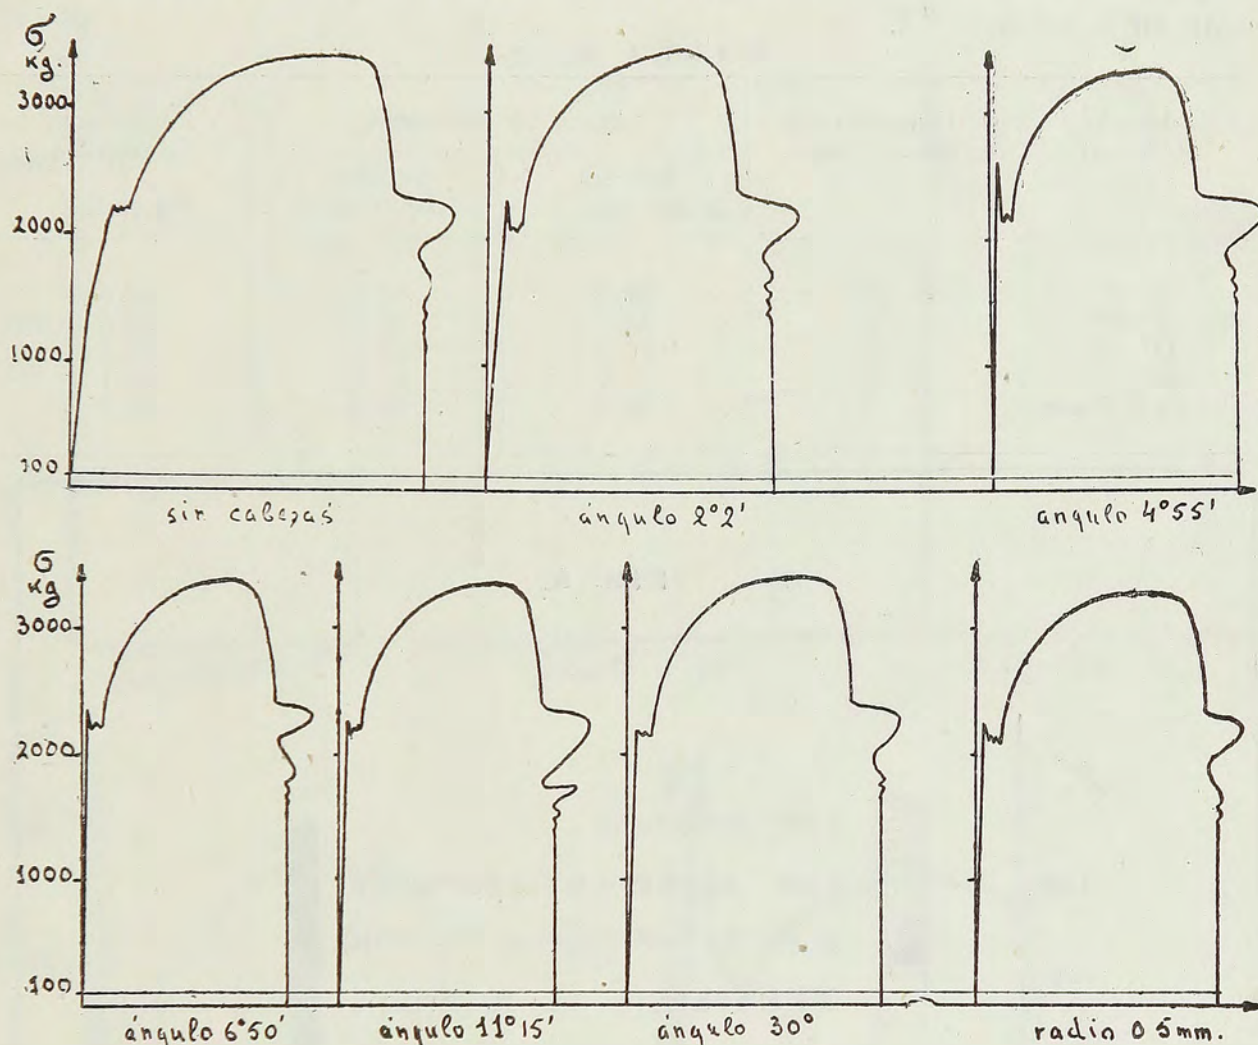 σ
kg.
3000
2000
1000
100
sin cabezas
ángulo 2°2'
angulo 4°55'
σ
kg
3000
2000
1000
100
ángulo 6°50'
ángulo 11°15'
ángulo 30°
radio 0 5mm.